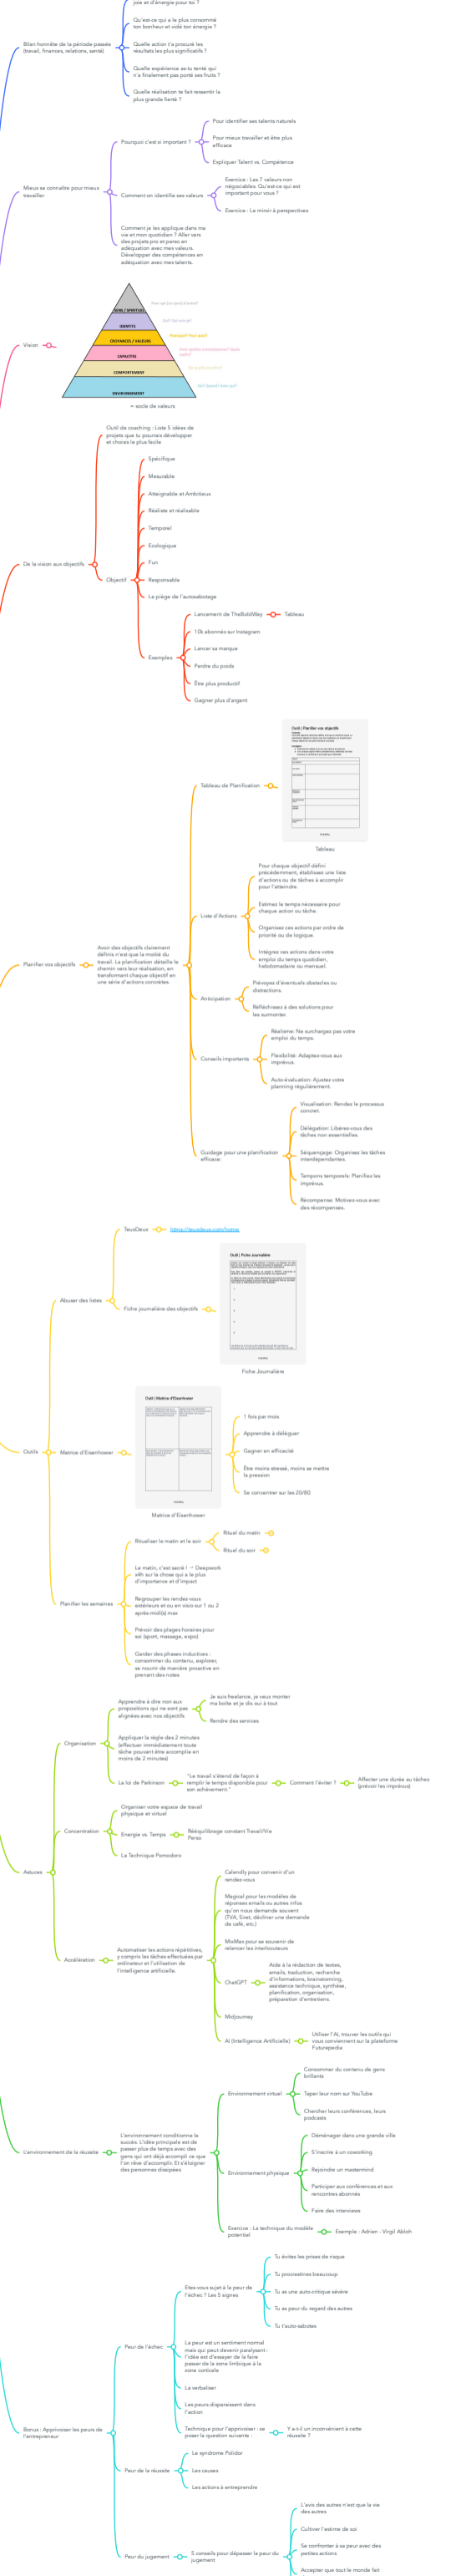 joie et d'énergie pour toi ?
Qu'est-ce qui a le plus consommé
ton bonheur et vidé ton énergie ?
Bilan honnête de la période passée
(travail, finances, relations, santé)
Quelle action t'a procuré les
résultats les plus significatifs ?
Quelle expérience as-tu tenté qui
n'a finalement pas porté ses fruits ?
Quelle réalisation te fait ressentir la
plus grande fierté ?
Mieux se connaître pour mieux
travailler
Pourquoi c'est si important ?
Pour identifier ses talents naturels
Pour mieux travailler et être plus
efficace
Expliquer Talent vs. Compétence
Comment on identifie ses valeurs
Exercice : Les 7 valeurs non
négociables. Qu'est-ce qui est
important pour vous ?
Exercice : Le miroir à perspectives
Comment je les applique dans ma
vie et mon quotidien ? Aller vers
des projets pro et perso en
adéquation avec mes valeurs.
Développer des compétences en
adéquation avec mes talents.
Vision
IDENTITE
CROYANCES / VALEURS
CAPACITES
COMPORTEMENT
ENVIRONNEMENT
= socle de valeurs
De la vision aux objectifs
Outil de coaching : Liste 5 idées de
projets que tu pourrais développer
et choisis le plus facile
Objectif
Spécifique
Mesurable
Atteignable et Ambitieux
Réaliste et réalisable
Temporel
Ecologique
Fun
Responsable
Le piège de l'autosabotage
Exemples
Lancement de TheBoldWay
Tableau
10k abonnés sur Instagram
Lancer sa marque
Perdre du poids
Être plus productif
Gagner plus d'argent
Planifier vos objectifs
Avoir des objectifs clairement
définis n'est que la moitié du
travail. La planification détaille le
chemin vers leur réalisation, en
transformant chaque objectif en
une série d'actions concrètes.
Tableau de Planification
Outil | Planifier vos objectifs
Tableau
Liste d'Actions
Pour chaque objectif défini
précédemment, établissez une liste
d'actions ou de tâches à accomplir
pour l'atteindre.
Estimez le temps nécessaire pour
chaque action ou tâche.
Organisez ces actions par ordre de
priorité ou de logique.
Intégrez ces actions dans votre
emploi du temps quotidien,
hebdomadaire ou mensuel.
Anticipation
Prévoyez d'éventuels obstacles ou
distractions.
Réfléchissez à des solutions pour
les surmonter.
Conseils importants
Réalisme: Ne surchargez pas votre
emploi du temps.
Flexibilité: Adaptez-vous aux
imprévus.
Auto-évaluation: Ajustez votre
planning régulièrement.
Guidage pour une planification
efficace:
Visualisation: Rendez le processus
concret.
Délégation: Libérez-vous des
tâches non essentielles.
Séquençage: Organisez les tâches
interdépendantes.
Tampons temporels: Planifiez les
imprévus.
Récompense: Motivez-vous avec
des récompenses.
Outils
Abuser des listes
TeuxDeux
https://teuxdeux.com/home
Fiche journalière des objectifs
Outil | Fiche Journalière
Fiche Journalière
Matrice d'Eisenhower
Outil | Matrice d'Eisenhower
Matrice d'Eisenhower
1 fois par mois
Apprendre à déléguer
Gagner en efficacité
Être moins stressé, moins se mettre
la pression
Se concentrer sur les 20/80
Planifier les semaines
Ritualiser le matin et le soir
Rituel du matin
Rituel du soir
Le matin, c'est sacré ! — Deepwork
x4h sur la chose qui a le plus
d'importance et d'impact
Regrouper les rendez-vous
extérieurs et ou en visio sur 1 ou 2
après-midi(s) max
Prévoir des plages horaires pour
soi (sport, massage, expo)
Garder des phases inductives :
consommer du contenu, explorer,
se nourrir de manière proactive en
prenant des notes
Astuces
Organisation
Apprendre à dire non aux
propositions qui ne sont pas
alignées avec nos objectifs
Je suis freelance, je veux monter
ma boîte et je dis oui à tout
Rendre des services
Appliquer la règle des 2 minutes
(effectuer immédiatement toute
tâche pouvant être accomplie en
moins de 2 minutes)
La loi de Parkinson
"Le travail s'étend de façon à
remplir le temps disponible pour
son achèvement."
Comment l'éviter ?
Affecter une durée au tâches
(prévoir les imprévus)
Concentration
Organiser votre espace de travail
physique et virtuel
Energie vs. Temps
Rééquilibrage constant Travail/Vie
Perso
La Technique Pomodoro
Accélération
Automatiser les actions répétitives,
y compris les tâches effectuées par
ordinateur et l'utilisation de
l'intelligence artificielle.
Calendly pour convenir d'un
rendez-vous
Magical pour les modèles de
réponses emails ou autres infos
qu'on nous demande souvent
(TVA, Siret, décliner une demande
de café, etc.)
MixMax pour se souvenir de
relancer les interlocuteurs
ChatGPT
Aide à la rédaction de textes,
emails, traduction, recherche
d'informations, brainstorming,
assistance technique, synthèse,
planification, organisation,
préparation d'entretiens.
Midjourney
AI (Intelligence Artificielle)
Utiliser l'AI, trouver les outils qui
vous conviennent sur la plateforme
Futurepedia
L'environnement de la réussite
L'environnement conditionne le
succès. L'idée principale est de
passer plus de temps avec des
gens qui ont déjà accompli ce que
l'on rêve d'accomplir. Et s'éloigner
des personnes dissipées.
Environnement virtuel
Consommer du contenu de gens
brillants
Taper leur nom sur YouTube
Chercher leurs conférences, leurs
podcasts
Environnement physique
Déménager dans une grande ville
S'inscrire à un coworking
Rejoindre un mastermind
Participer aux conférences et aux
rencontres abonnés
Faire des interviews
Exercice : La technique du modèle
potentiel
Exemple : Adrien - Virgil Abloh
Bonus : Apprivoiser les peurs de
l'entrepreneur
Peur de l'échec
Êtes-vous sujet à la peur de
l'échec ? Les 5 signes
Tu évites les prises de risque
Tu procrastines beaucoup
Tu as une auto-critique sévère
Tu as peur du regard des autres
Tu t'auto-sabotes
La peur est un sentiment normal
mais qui peut devenir paralysant :
l'idée est d'essayer de la faire
passer de la zone limbique à la
zone corticale
La verbaliser
Les peurs disparaissent dans
l'action
Technique pour l'apprivoiser : se
poser la question suivante :
Y a-t-il un inconvénient à cette
réussite ?
Peur de la réussite
Le syndrome Polidor
Les causes
Les actions à entreprendre
Peur du jugement
5 conseils pour dépasser la peur du
jugement
L'avis des autres n'est que la vie
des autres
Cultiver l'estime de soi
Se confronter à sa peur avec des
petites actions
Accepter que tout le monde fait